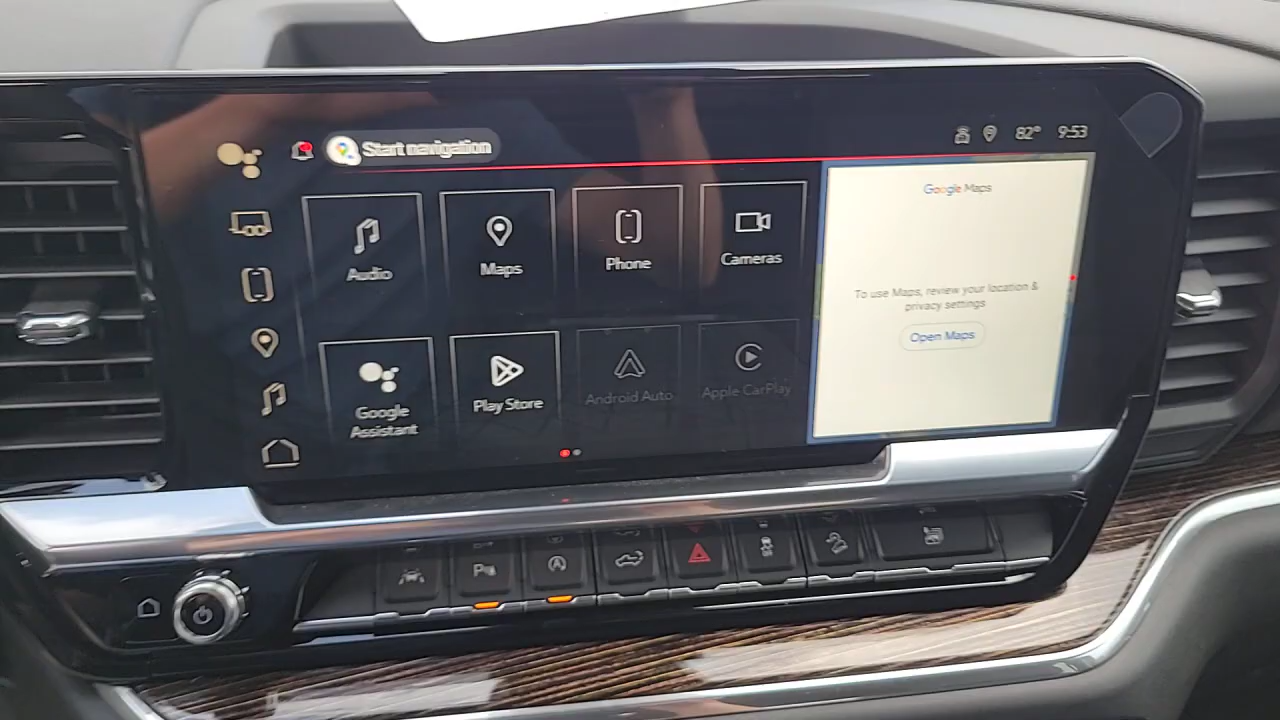 Start navigation
82° 9:53
Audio
Maps
Phone
Cameras
Google Maps
To use Maps, review your location &
privacy settings
Open Maps
Google
Assistant
Play Store
Android Auto
Apple CarPlay
P
A